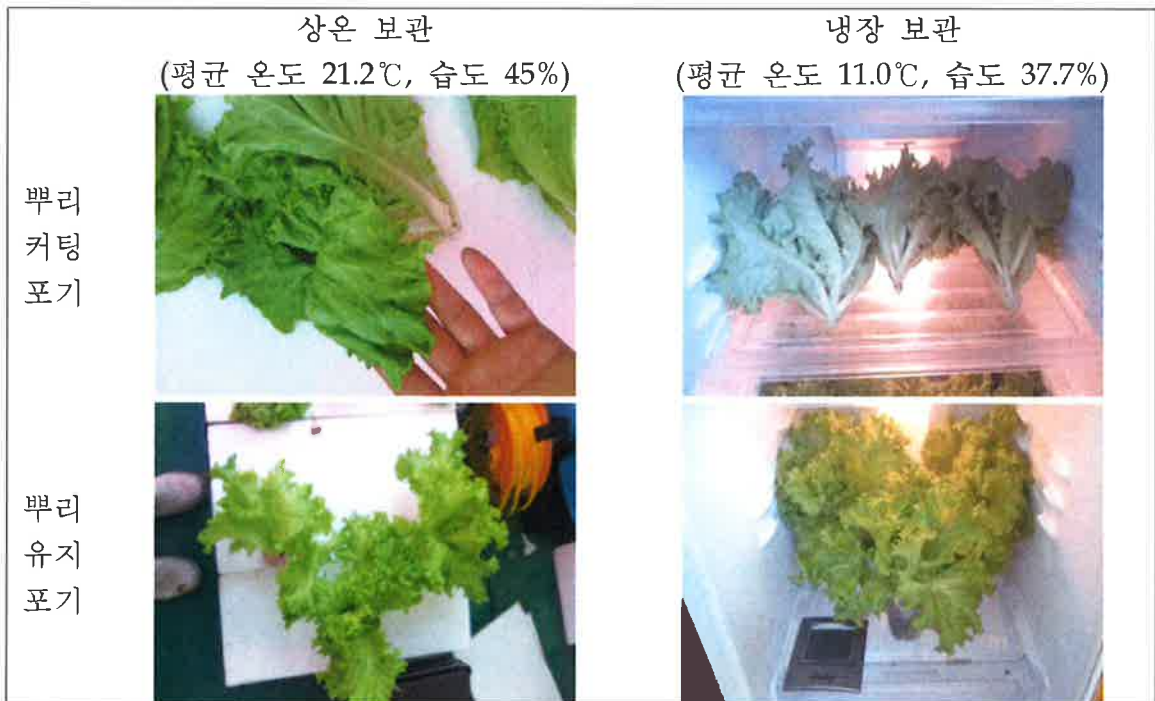 상온 보관
(평균 온도 21.2℃, 습도 45%)
냉장 보관
(평균 온도 11.0℃, 습도 37.7%)
뿌리
커팅
포기
뿌리
유지
포기